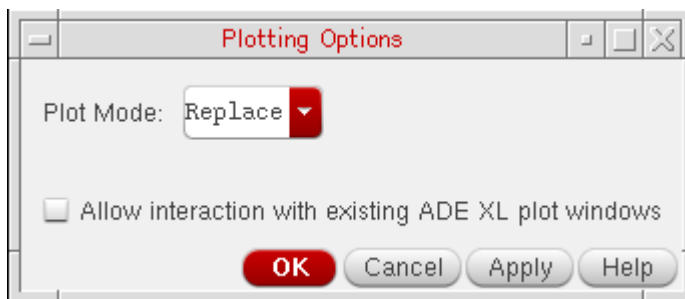 Plotting Options
Plot Mode: Replace
Allow interaction with existing ADE XL plot windows
OK Cancel Apply Help